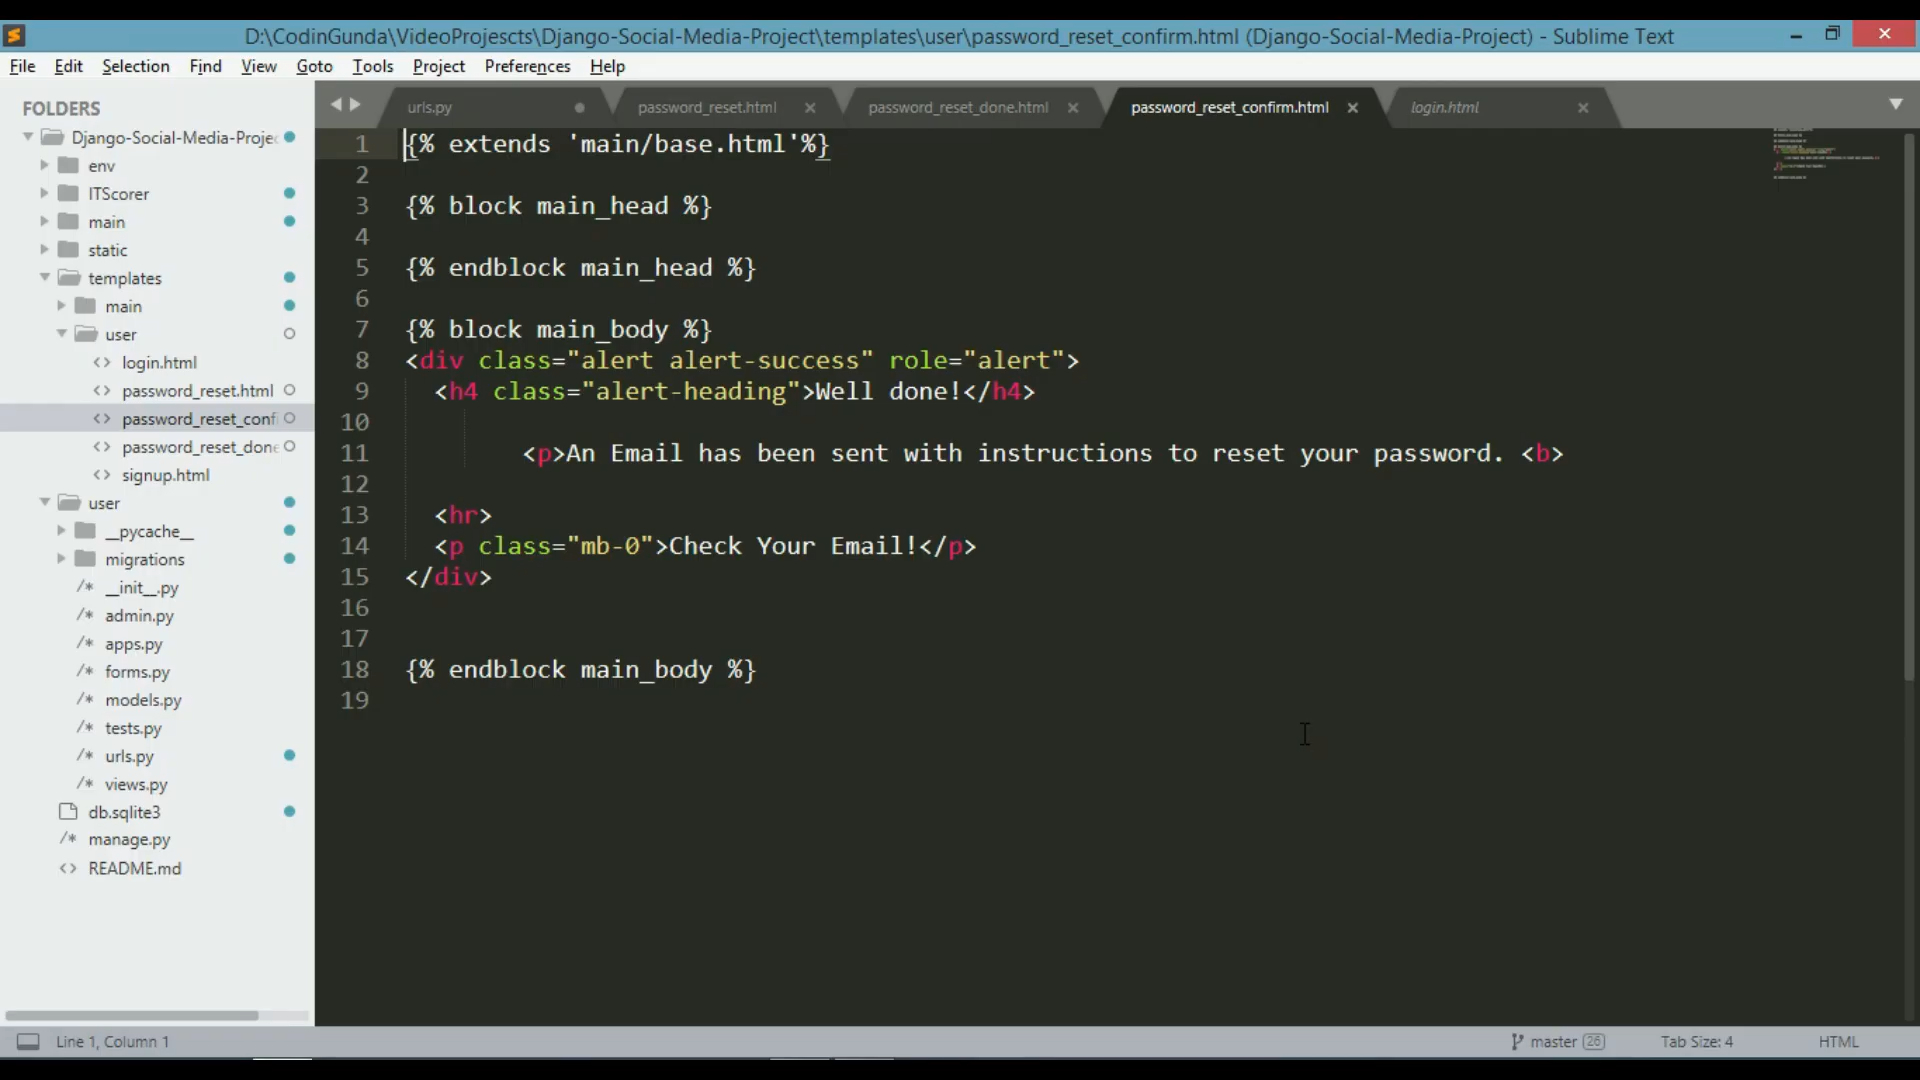 D:\CodinGunda\VideoProjescts\Django-Social-Media-Project\templates\user\password_reset_confirm.html (Django-Social-Media-Project) - Sublime Text
File Edit Selection Find View Goto Tools Project Preferences Help
FOLDERS
Django-Social-Media-Projec
env
ITScorer
main
static
templates
main
user
login.html
password_reset.html
password_reset_confi
password_reset_done
signup.html
user
__pycache__
migrations
/* __init__.py
/* admin.py
/* apps.py
/* forms.py
/* models.py
/* tests.py
/* urls.py
/* views.py
db.sqlite3
/* manage.py
README.md
urls.py password_reset.html password_reset_done.html password_reset_confirm.html login.html
1 {% extends 'main/base.html'%}
2
3 {% block main_head %}
4
5 {% endblock main_head %}
6
7 {% block main_body %}
8 <div class="alert alert-success" role="alert">
9 <h4 class="alert-heading">Well done!</h4>
10
11 <p>An Email has been sent with instructions to reset your password. <b>
12
13 <hr>
14 <p class="mb-0">Check Your Email!</p>
15 </div>
16
17
18 {% endblock main_body %}
19
Line 1, Column 1 master 26 Tab Size: 4 HTML